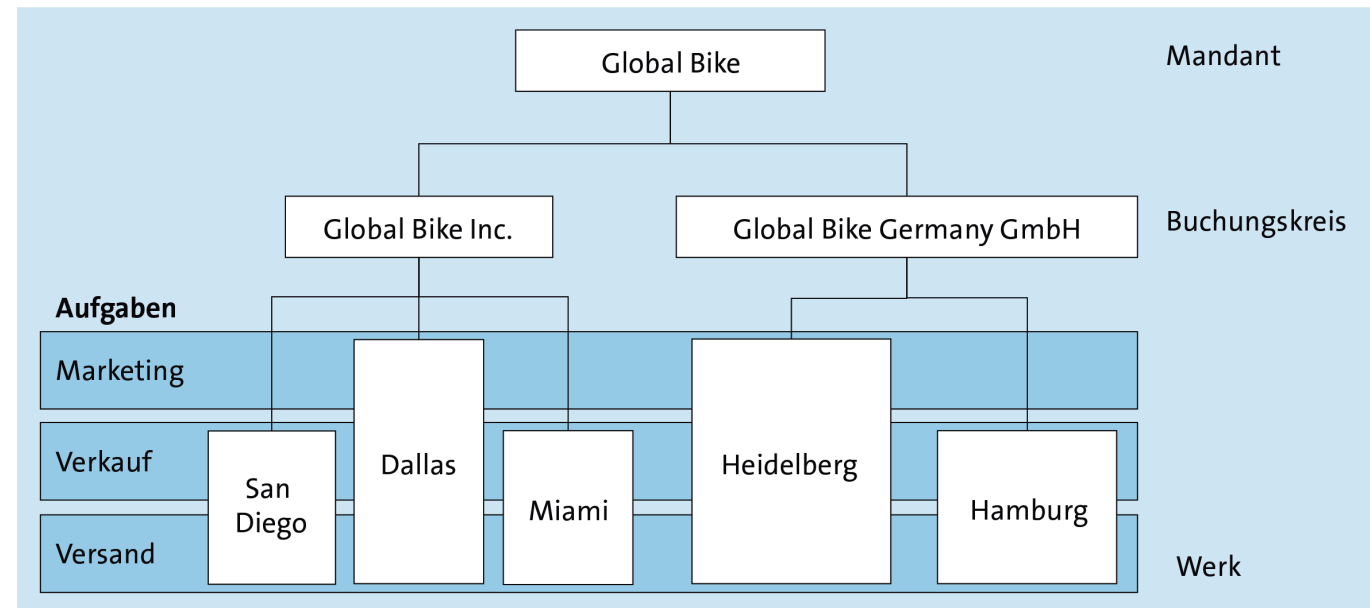 Global Bike
Mandant
Global Bike Inc.
Global Bike Germany GmbH
Buchungskreis
Aufgaben
Marketing
Verkauf
Versand
San
Diego
Dallas
Miami
Heidelberg
Hamburg
Werk